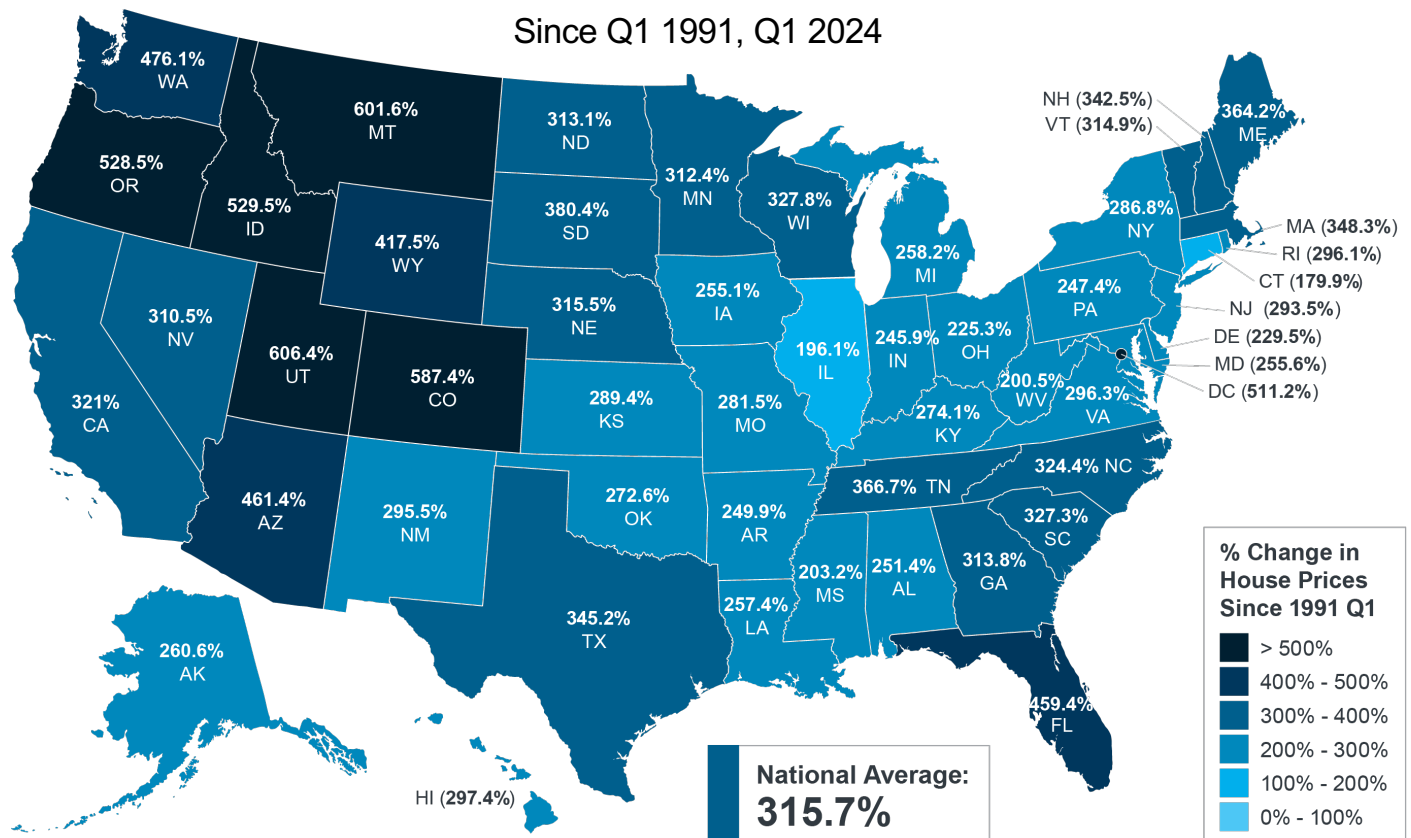 Since Q1 1991, Q1 2024
476.1%
WA
601.6%
MT
313.1%
ND
312.4%
MN
327.8%
WI
258.2%
MI
528.5%
OR
529.5%
ID
417.5%
WY
380.4%
SD
255.1%
IA
315.5%
NE
310.5%
NV
606.4%
UT
587.4%
CO
289.4%
KS
281.5%
MO
196.1%
IL
245.9%
IN
225.3%
OH
247.4%
PA
286.8%
NY
364.2%
ME
NH (342.5%)
VT (314.9%)
MA (348.3%)
RI (296.1%)
CT (179.9%)
NJ (293.5%)
DE (229.5%)
MD (255.6%)
DC (511.2%)
200.5%
WV
296.3%
VA
274.1%
KY
321%
CA
461.4%
AZ
295.5%
NM
272.6%
OK
249.9%
AR
366.7% TN
324.4% NC
327.3%
SC
313.8%
GA
251.4%
AL
203.2%
MS
257.4%
LA
345.2%
TX
459.4%
FL
260.6%
AK
HI (297.4%)
National Average:
315.7%
% Change in
House Prices
Since 1991 Q1
> 500%
400% - 500%
300% - 400%
200% - 300%
100% - 200%
0% - 100%